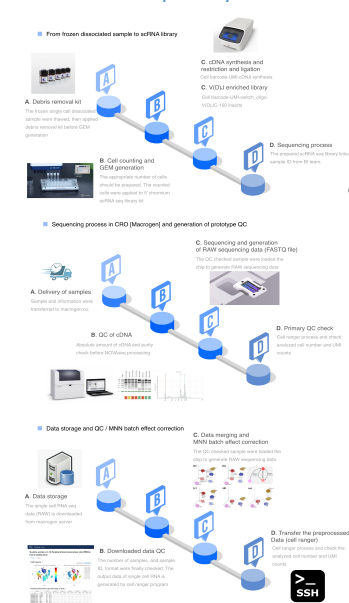 From frozen dissociated sample to scRNA library
A
B
C
D
C. cDNA synthesis and
restriction and ligation
Cell barcode-UMI-cDNA synthesis
C. V(D)J enriched library
Cell barcode-UMI-switch_oligo-
V(D)J/C-160 Inserts
A. Debris removal kit
The frozen single cell dissociated
sample were thawed, then applied
debris removal kit before GEM
generation
B. Cell counting and
GEM generation
The appropriate number of cells
should be prepared. The counted
cells were applied to 5' chromium
scRNA seq library kit
D. Sequencing process
The prepared scRNA seq library links
sample ID from BI team.
Sequencing process in CRO [Macrogen] and generation of prototype QC
A
B
C
D
C. Sequencing and generation
of RAW sequencing data (FASTQ file)
The QC checked sample were loaded the
chip to generate RAW sequencing data
A. Delivery of samples
Sample and information were
transferred to macrogen co.
B. QC of cDNA
Absolute amount of cDNA and purity
check before NOVAseq processing
D. Primary QC check
Cell ranger process and check
analyzed cell number and UMI
counts
Data storage and QC / MNN batch effect correction
A
B
C
D
C. Data merging and
MNN batch effect correction
The QC checked sample were loaded the
chip to generate RAW sequencing data
A. Data storage
The single cell RNA seq
data (RAW) is downloaded
from macrogen server
B. Downloaded data QC
The number of samples, and sample
ID, format were finally checked. The
output data of single cell RNA is
generated by cell ranger program
D. Transfer the preprocessed
Data (cell ranger)
Cell ranger process and check the
analyzed cell number and UMI
counts
>_
SSH